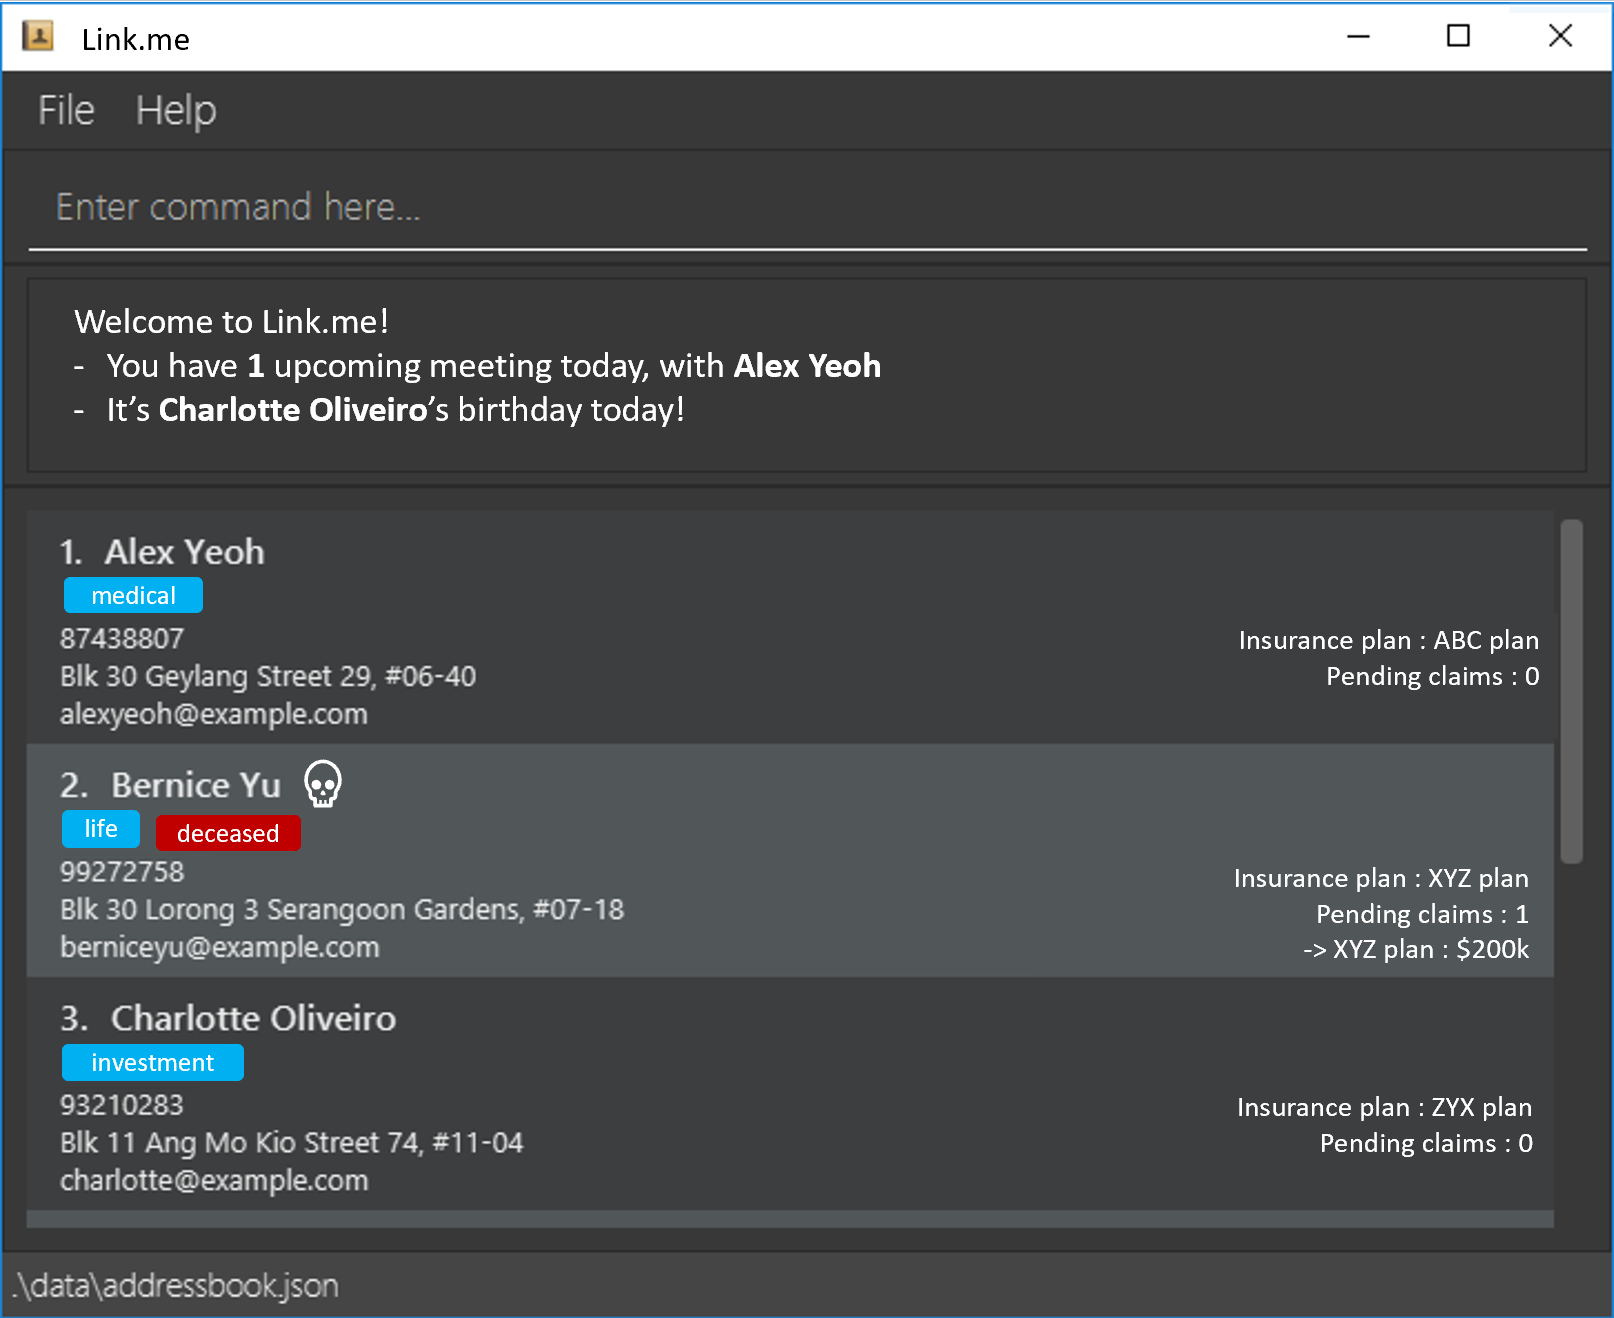 Link.me
File Help
Enter command here...
Welcome to Link.me!
- You have 1 upcoming meeting today, with Alex Yeoh
- It’s Charlotte Oliveiro’s birthday today!
1. Alex Yeoh
medical
87438807
Blk 30 Geylang Street 29, #06-40
alexyeoh@example.com
Insurance plan : ABC plan
Pending claims : 0
2. Bernice Yu
life deceased
99272758
Blk 30 Lorong 3 Serangoon Gardens, #07-18
berniceyu@example.com
Insurance plan : XYZ plan
Pending claims : 1
-> XYZ plan : $200k
3. Charlotte Oliveiro
investment
93210283
Blk 11 Ang Mo Kio Street 74, #11-04
charlotte@example.com
Insurance plan : ZYX plan
Pending claims : 0
.\data\addressbook.json